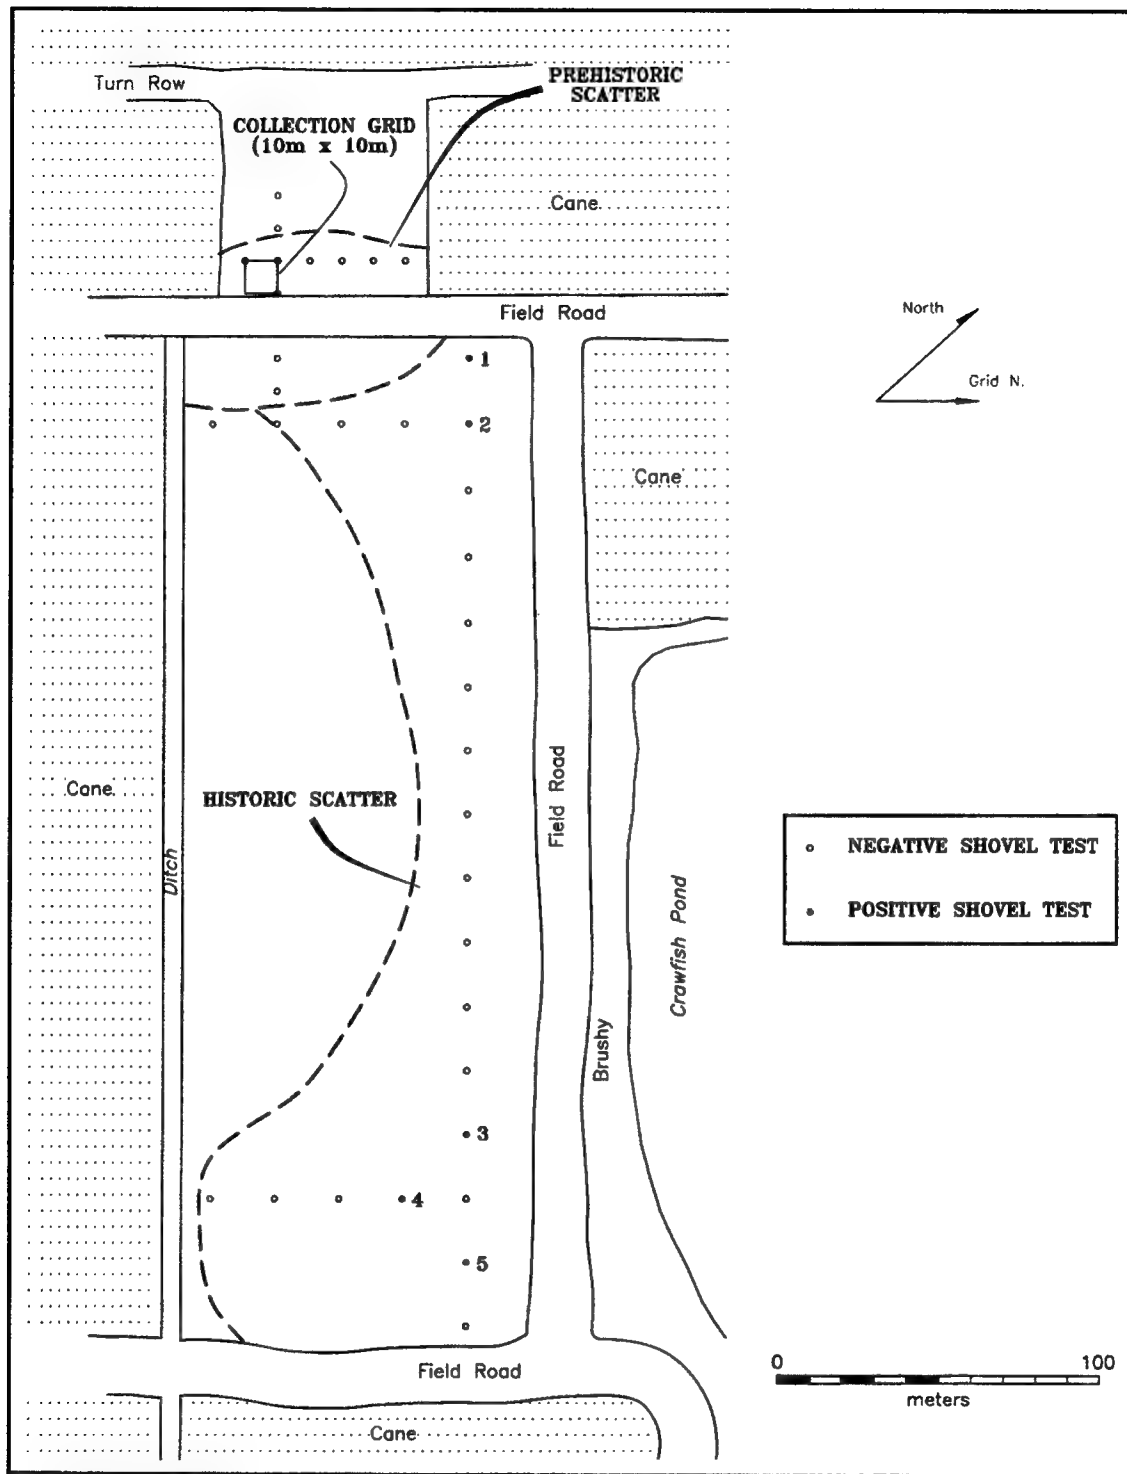 Turn Row
PREHISTORIC
SCATTER
COLLECTION GRID
(10m x 10m)
Cane
Field Road
North
Grid N.
1
2
Cane
Cane
HISTORIC SCATTER
Ditch
Field Road
Crawfish Pond
Brushy
NEGATIVE SHOVEL TEST
POSITIVE SHOVEL TEST
3
4
5
Field Road
0 100
meters
Cane